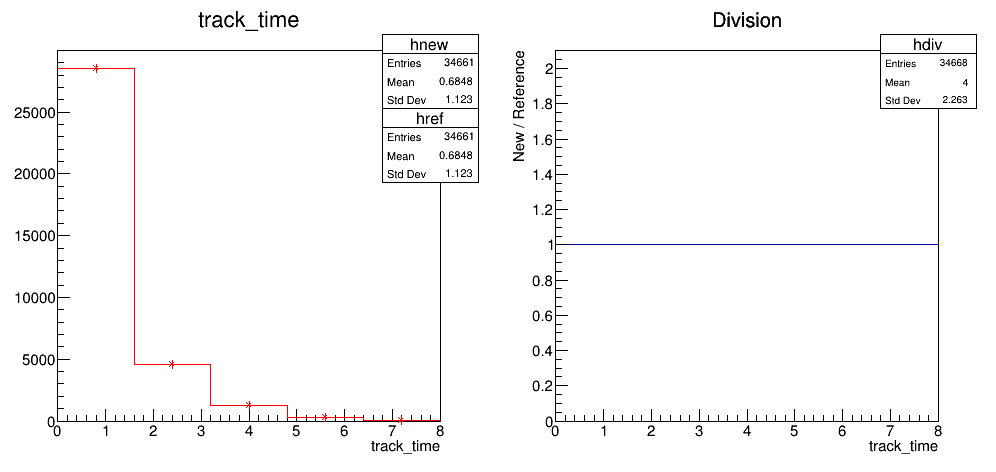 track_time
hnew
Entries 34661
Mean 0.6848
Std Dev 1.123
href
Entries 34661
Mean 0.6848
Std Dev 1.123
25000
20000
15000
10000
5000
0
0 1 2 3 4 5 6 7 8
track_time
Division
hdiv
Entries 34668
Mean 4
Std Dev 2.263
New / Reference
2
1.8
1.6
1.4
1.2
1
0.8
0.6
0.4
0.2
0
0 1 2 3 4 5 6 7 8
track_time